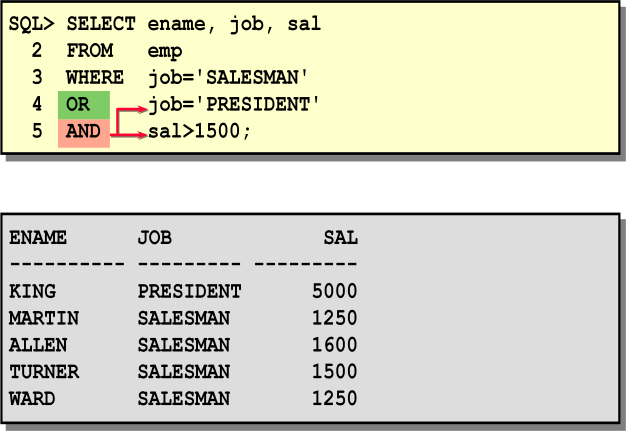 SQL> SELECT ename, job, sal
2 FROM emp
3 WHERE job='SALESMAN'
4 OR job='PRESIDENT'
5 AND sal>1500;
ENAME JOB SAL
---------- --------- ---------
KING PRESIDENT 5000
MARTIN SALESMAN 1250
ALLEN SALESMAN 1600
TURNER SALESMAN 1500
WARD SALESMAN 1250